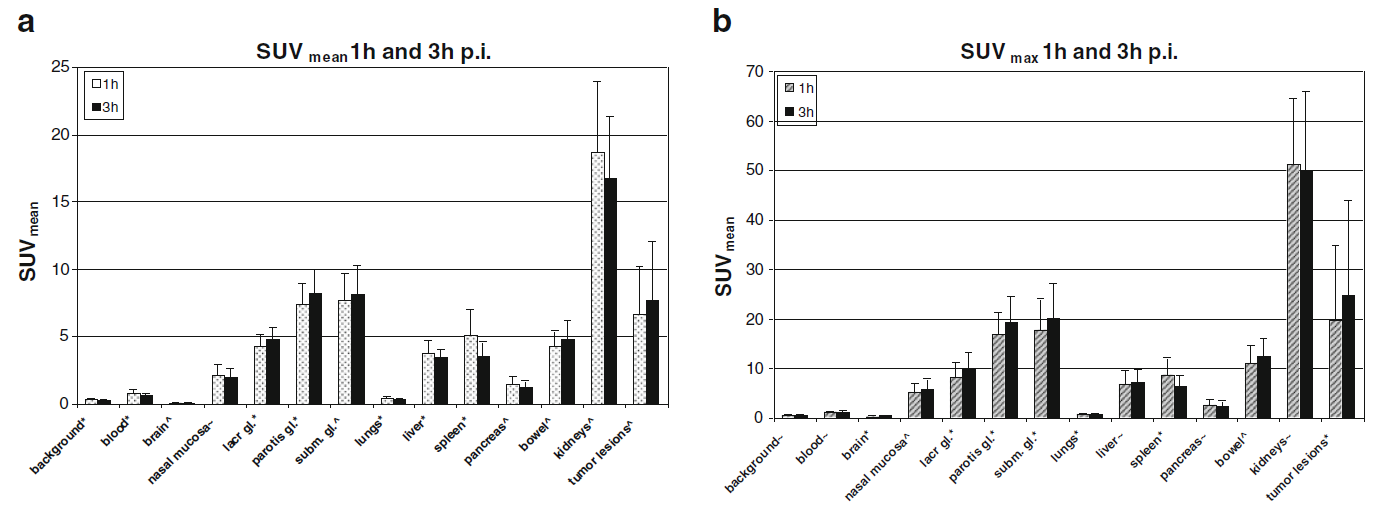 a
SUV mean 1h and 3h p.i.
1h
3h
25
20
15
10
5
0
SUVmean
background*
blood*
brain^
nasal mucosa~
lacr gl.*
parotis gl.*
subm. gl.^
lungs*
liver*
spleen*
pancreas^
bowel^
kidneys^
tumor lesions^
b
SUV max 1h and 3h p.i.
1h
3h
70
60
50
40
30
20
10
0
SUVmean
background~
blood~
brain*
nasal mucosa^
lacr gl.*
parotis gl.*
subm. gl.*
lungs*
liver~
spleen*
pancreas~
bowel^
kidneys~
tumor lesions*